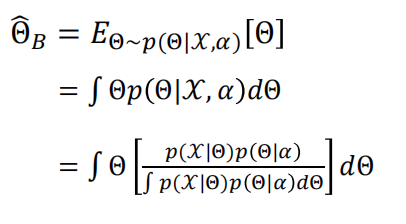 Θ̂_B = E_{Θ~p(Θ|𝒳,α)}[Θ]
= ∫ Θp(Θ|𝒳, α)dΘ
= ∫ Θ [ p(𝒳|Θ)p(Θ|α) / ∫ p(𝒳|Θ)p(Θ|α)dΘ ] dΘ